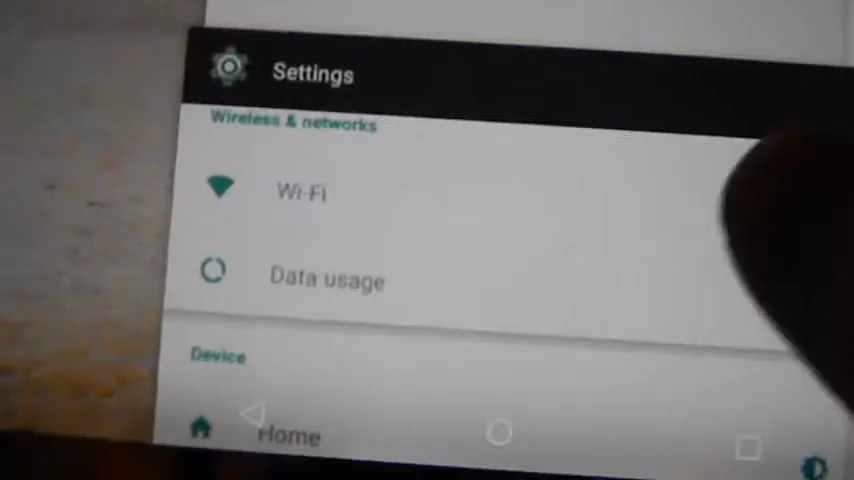 Settings
Wireless & networks
Wi-Fi
Data usage
Device
Home